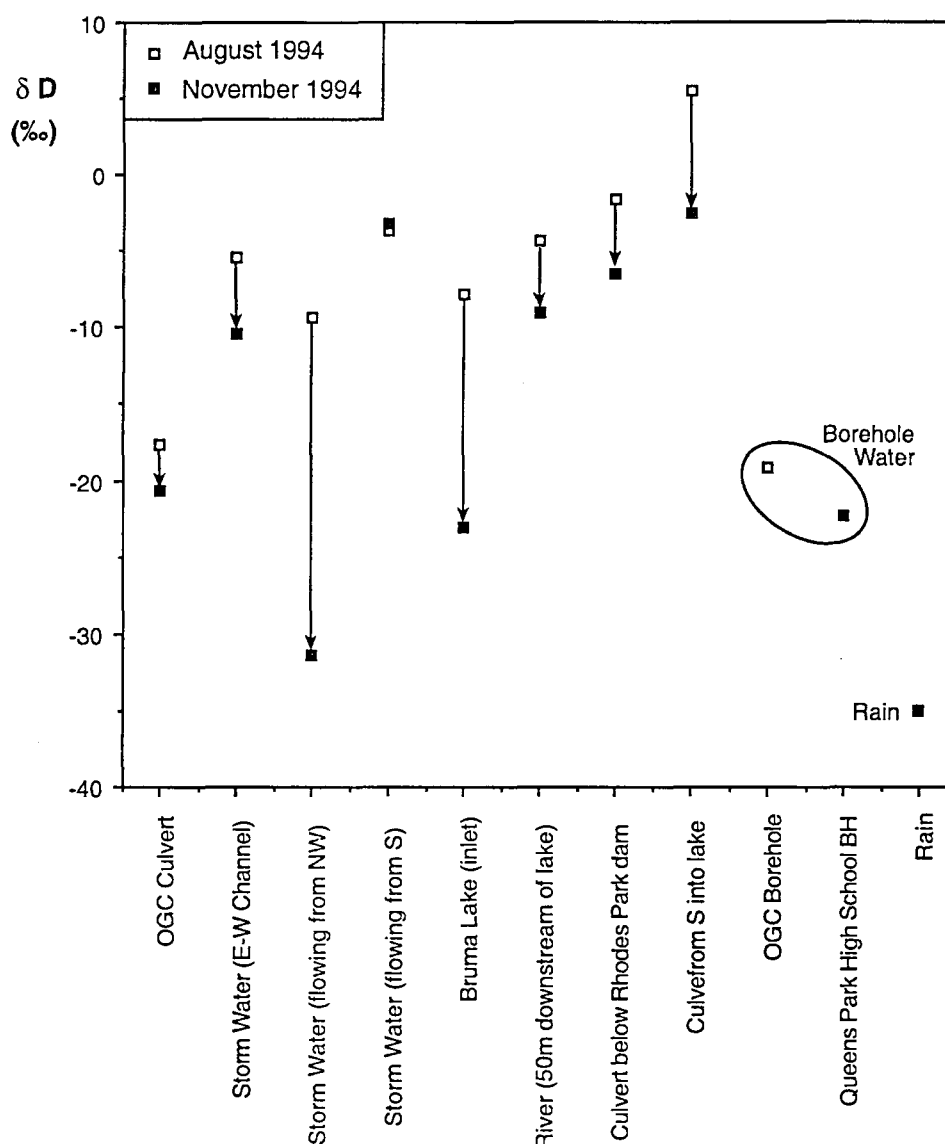 10
δ D
(‰)
0
-10
-20
-30
-40
August 1994
November 1994
Borehole
Water
Rain
OGC Culvert
Storm Water (E-W Channel)
Storm Water (flowing from NW)
Storm Water (flowing from S)
Bruma Lake (inlet)
River (50m downstream of lake)
Culvert below Rhodes Park dam
Culvefrom S into lake
OGC Borehole
Queens Park High School BH
Rain